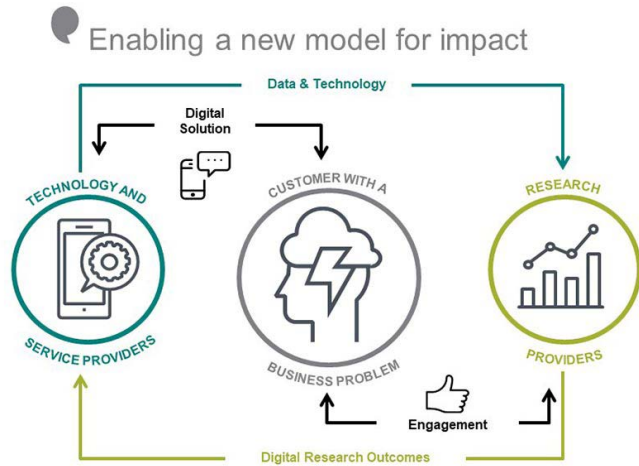 Enabling a new model for impact
Data & Technology
Digital
Solution
TECHNOLOGY AND
SERVICE PROVIDERS
CUSTOMER WITH A
BUSINESS PROBLEM
RESEARCH
PROVIDERS
Engagement
Digital Research Outcomes